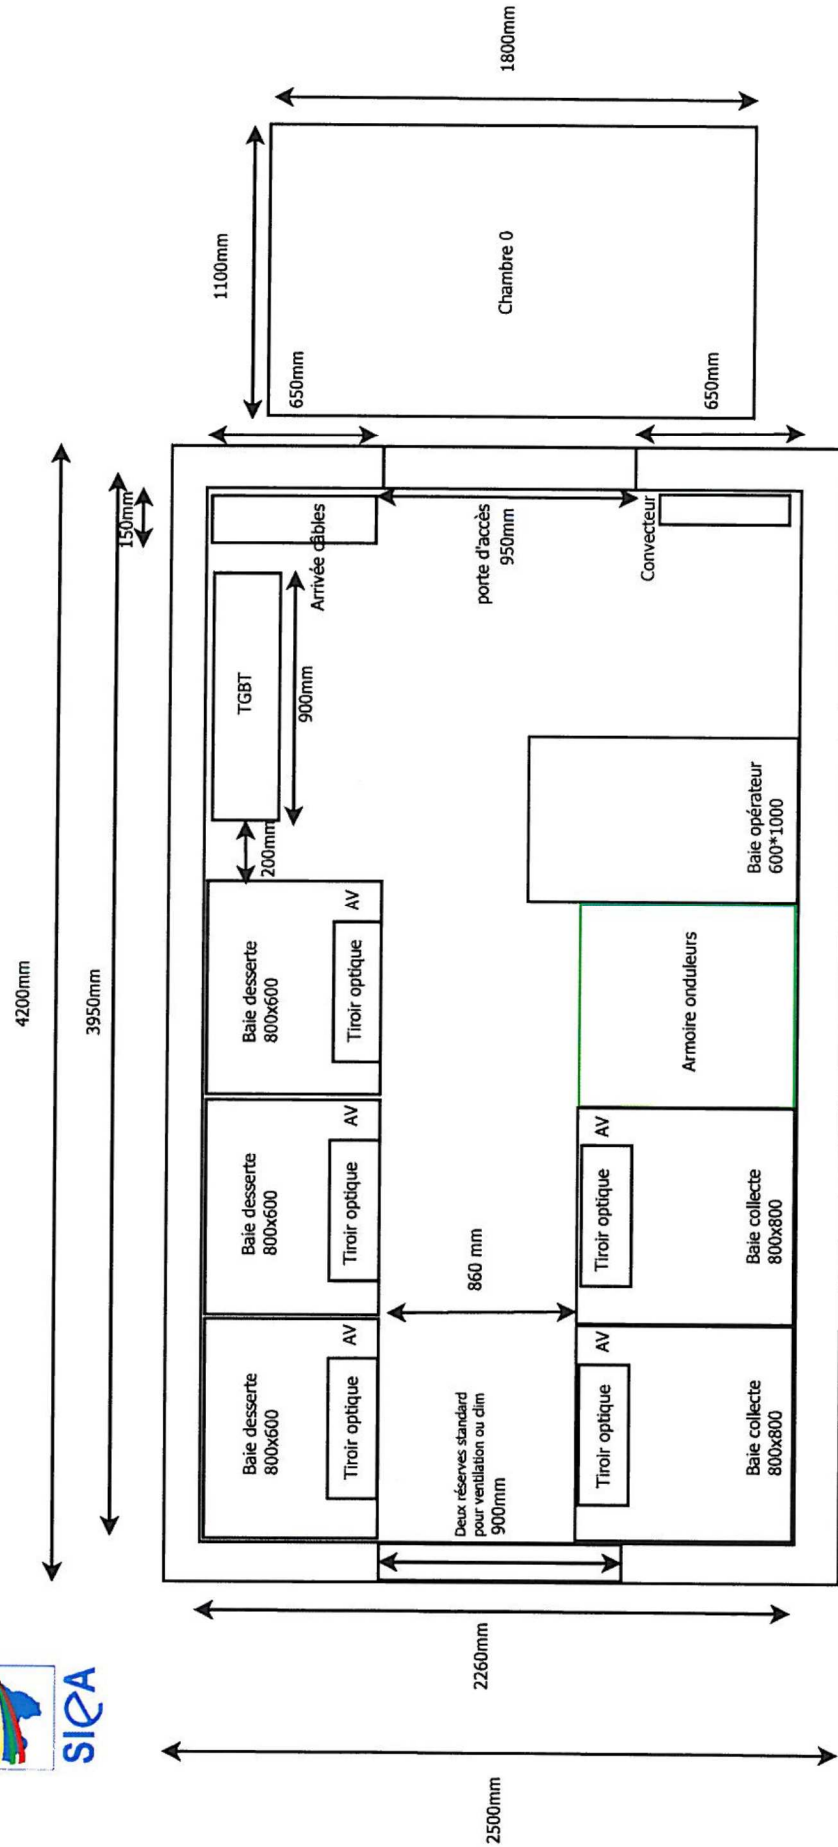 SIEA
4200mm
3950mm
2500mm
2260mm
Baie desserte
800x600
Tiroir optique
AV
Baie desserte
800x600
Tiroir optique
AV
Baie desserte
800x600
Tiroir optique
AV
200mm
TGBT
900mm
150mm
Arrivée câbles
Deux réserves standard
pour ventilation ou clim
900mm
860 mm
porte d'accès
950mm
Convecteur
Tiroir optique
AV
Baie collecte
800x800
Tiroir optique
AV
Baie collecte
800x800
Armoire onduleurs
Baie opérateur
600*1000
650mm
650mm
1100mm
Chambre 0
1800mm